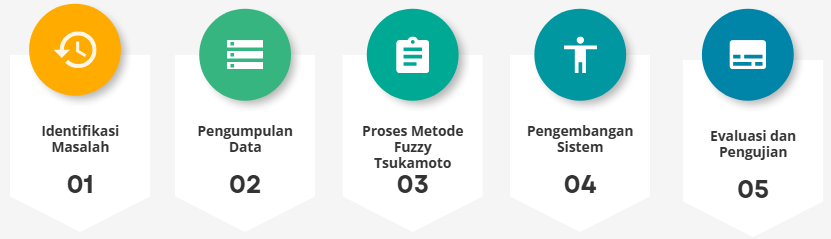 Identifikasi
Masalah
01
Pengumpulan
Data
02
Proses Metode
Fuzzy
Tsukamoto
03
Pengembangan
Sistem
04
Evaluasi dan
Pengujian
05